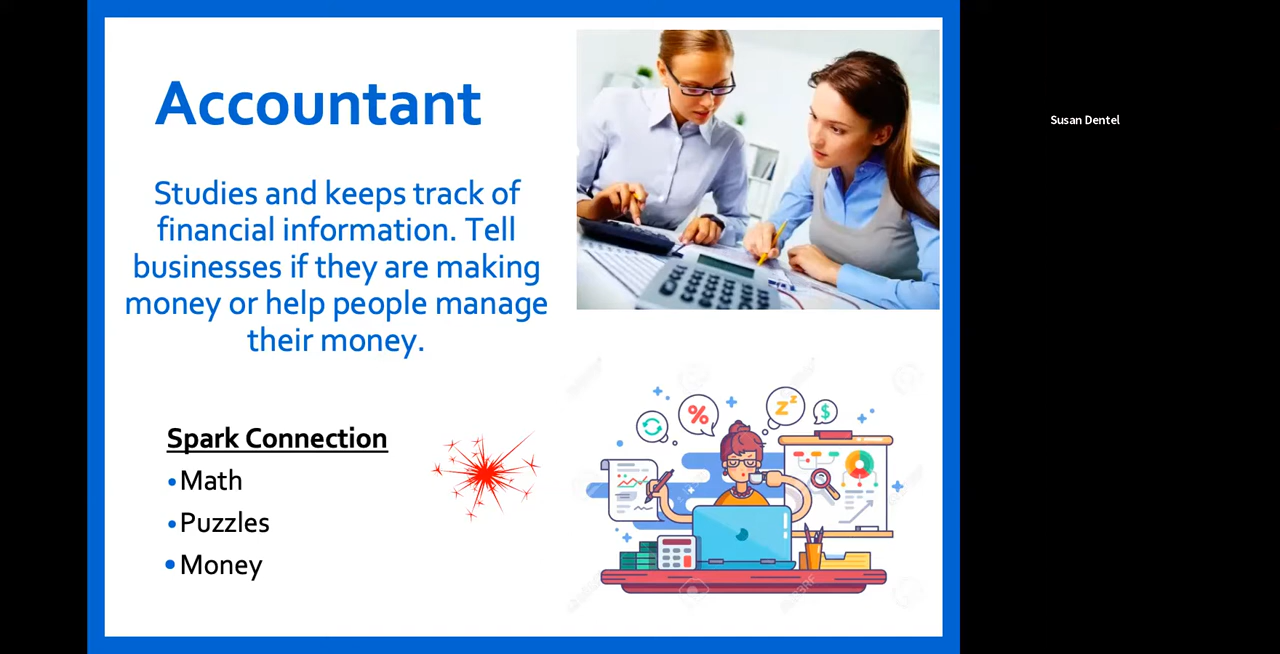 Accountant
Studies and keeps track of
financial information. Tell
businesses if they are making
money or help people manage
their money.
Spark Connection
• Math
• Puzzles
• Money
%
z z
$
Susan Dentel